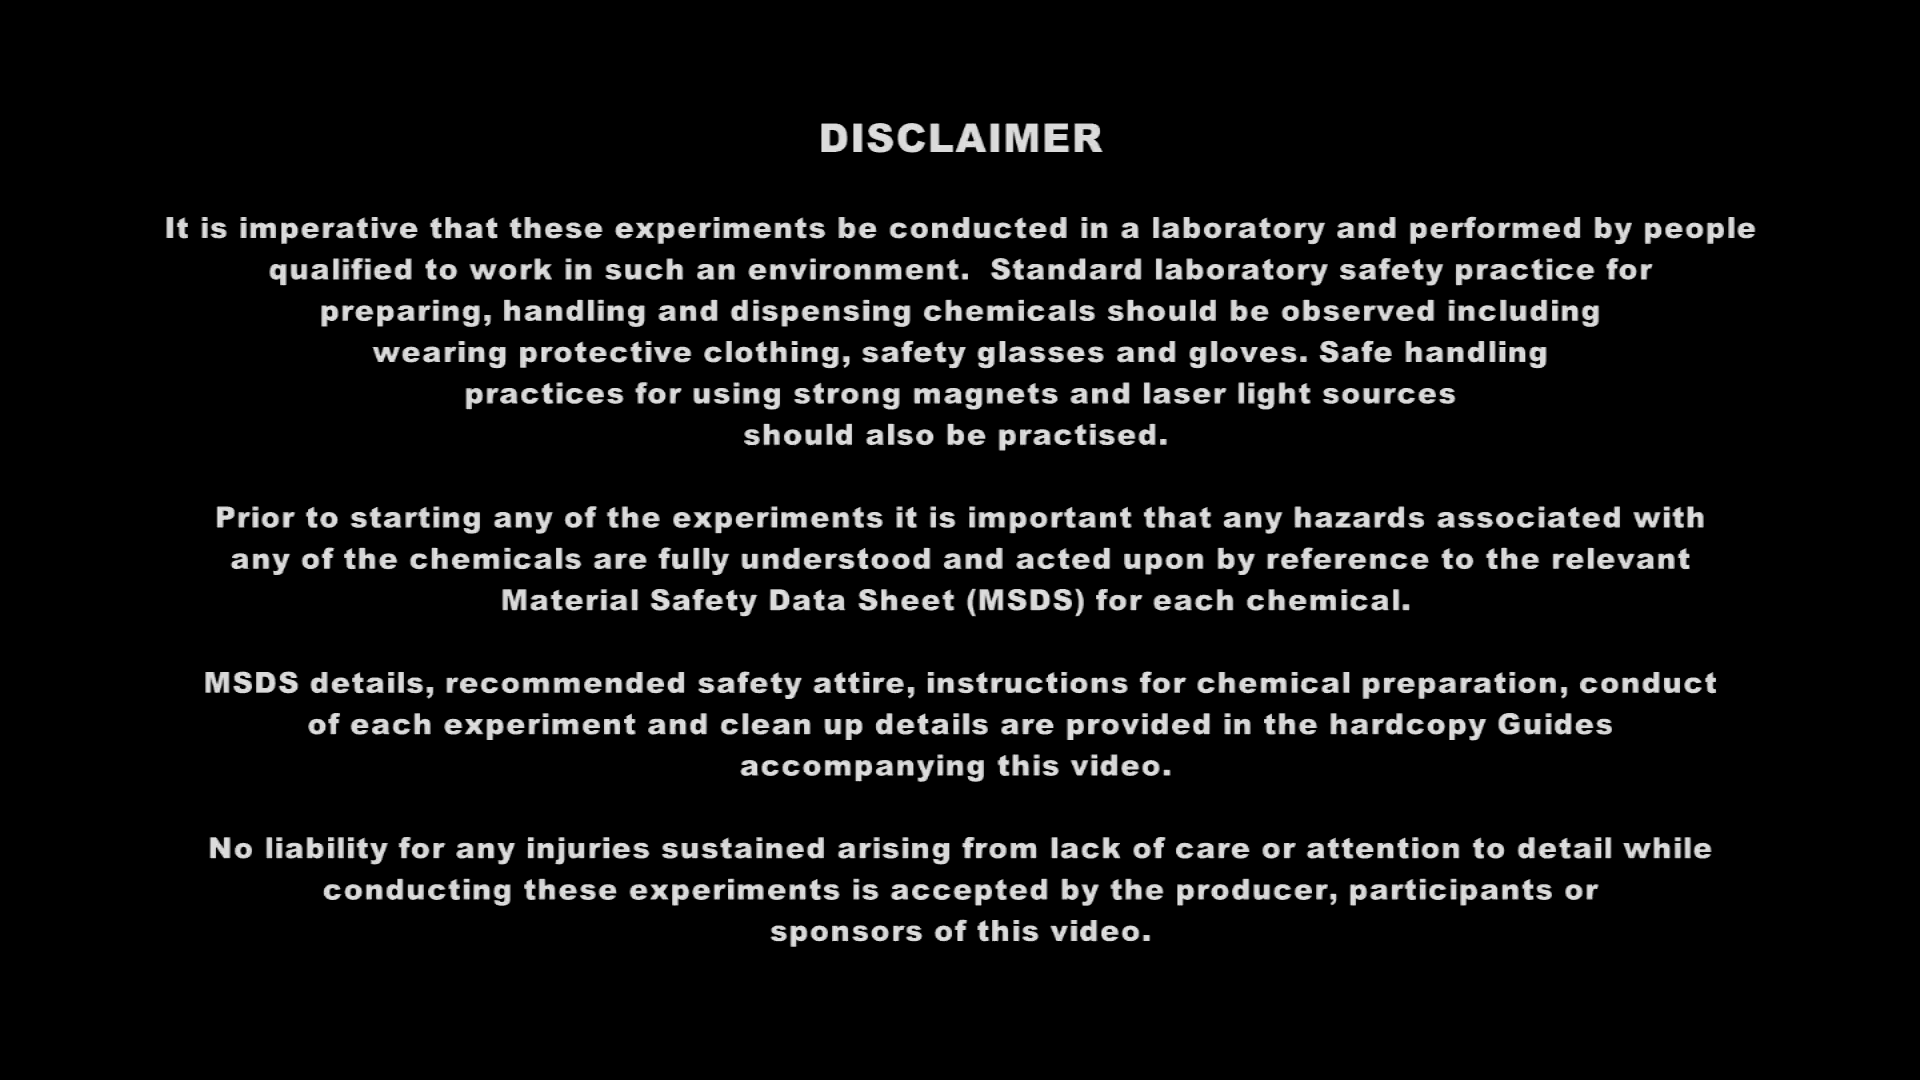 DISCLAIMER
It is imperative that these experiments be conducted in a laboratory and performed by people
qualified to work in such an environment.  Standard laboratory safety practice for
preparing, handling and dispensing chemicals should be observed including
wearing protective clothing, safety glasses and gloves. Safe handling
practices for using strong magnets and laser light sources
should also be practised.
Prior to starting any of the experiments it is important that any hazards associated with
any of the chemicals are fully understood and acted upon by reference to the relevant
Material Safety Data Sheet (MSDS) for each chemical.
MSDS details, recommended safety attire, instructions for chemical preparation, conduct
of each experiment and clean up details are provided in the hardcopy Guides
accompanying this video.
No liability for any injuries sustained arising from lack of care or attention to detail while
conducting these experiments is accepted by the producer, participants or
sponsors of this video.